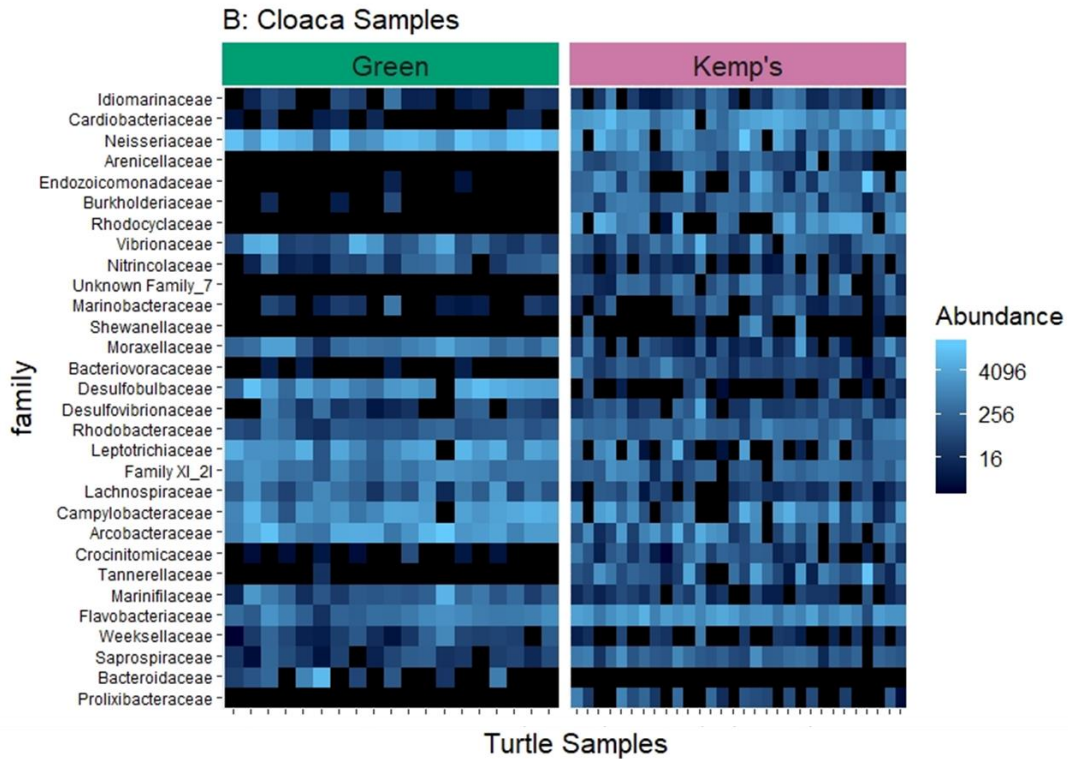 B: Cloaca Samples
Green
Kemp's
Idiomarinaceae
Cardiobacteriaceae
Neisseriaceae
Arenicellaceae
Endozoicomonadaceae
Burkholderiaceae
Rhodocyclaceae
Vibrionaceae
Nitrincolaceae
Unknown Family_7
Marinobacteraceae
Shewanellaceae
Moraxellaceae
Bacteriovoracaceae
Desulfobulbaceae
Desulfovibrionaceae
Rhodobacteraceae
Leptotrichiaceae
Family XI_2l
Lachnospiraceae
Campylobacteraceae
Arcobacteraceae
Crocinitomicaceae
Tannerellaceae
Marinifilaceae
Flavobacteriaceae
Weeksellaceae
Saprospiraceae
Bacteroidaceae
Prolixibacteraceae
family
Turtle Samples
Abundance
4096
256
16